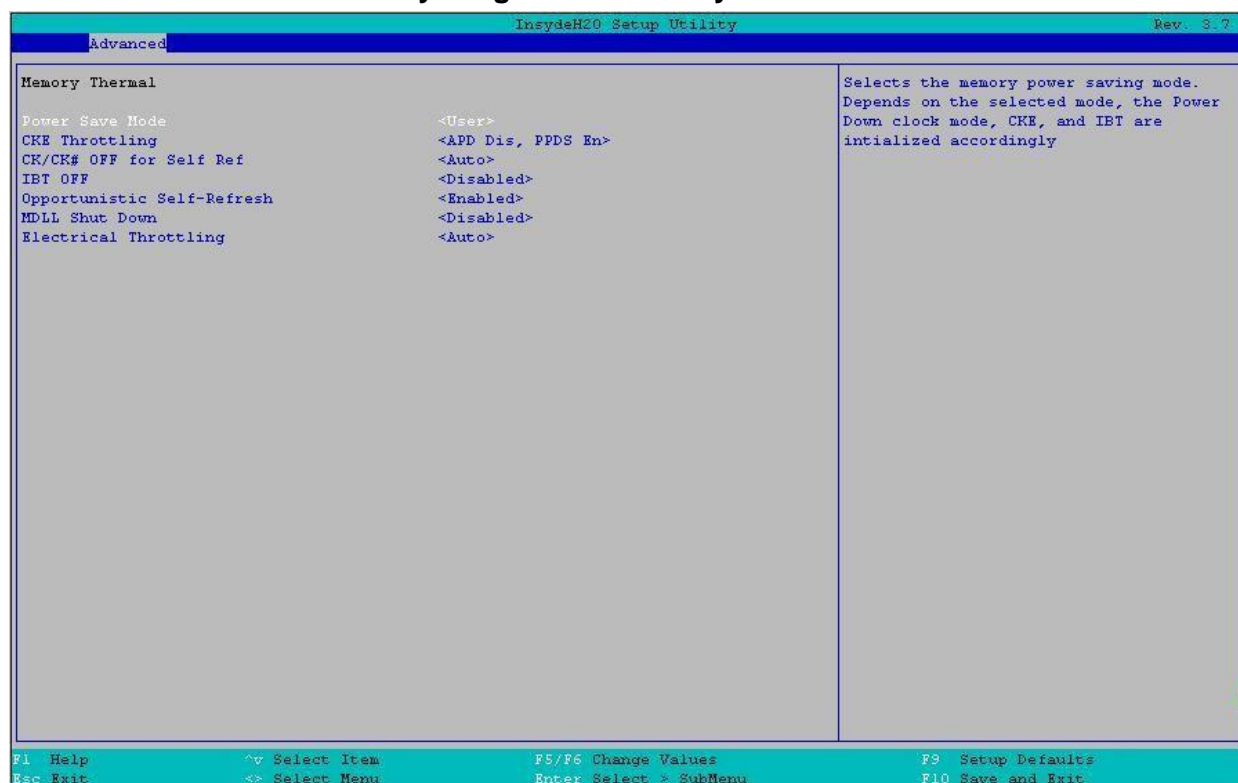 InsydeH20 Setup Utility Rev. 3.7
Advanced
Memory Thermal
Power Save Mode <User>
CKE Throttling <APD Dis, PPDS En>
CK/CK# OFF for Self Ref <Auto>
IBT OFF <Disabled>
Opportunistic Self-Refresh <Enabled>
MDLL Shut Down <Disabled>
Electrical Throttling <Auto>
Selects the memory power saving mode.
Depends on the selected mode, the Power
Down clock mode, CKE, and IBT are
intialized accordingly
F1 Help ^v Select Item F5/F6 Change Values F9 Setup Defaults
Esc Exit <> Select Menu Enter Select > SubMenu F10 Save and Exit